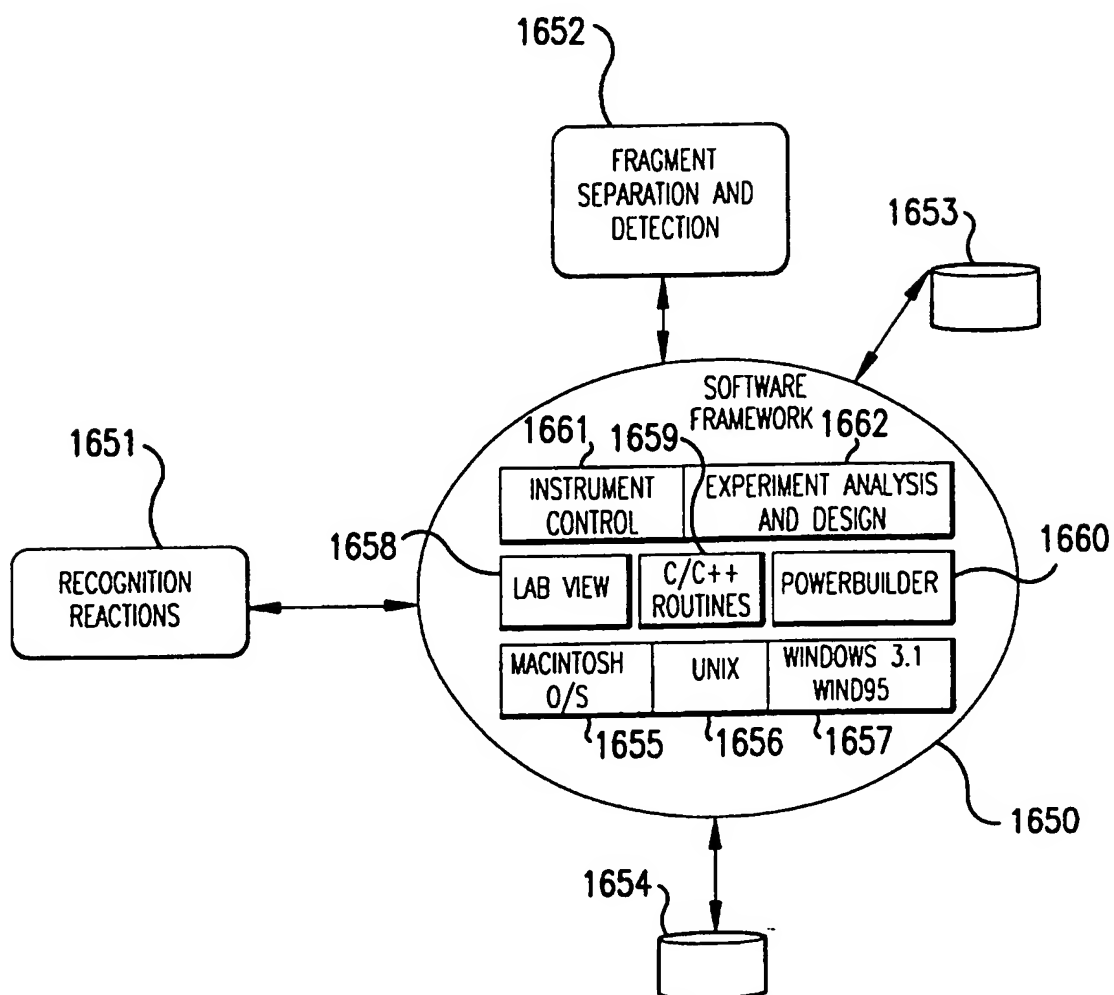 1652
FRAGMENT
SEPARATION AND
DETECTION
1653
SOFTWARE
FRAMEWORK
1661
1659
1662
1651
INSTRUMENT
CONTROL
EXPERIMENT ANALYSIS
AND DESIGN
1658
1660
RECOGNITION
REACTIONS
LAB VIEW
C/C++
ROUTINES
POWERBUILDER
MACINTOSH
O/S
UNIX
WINDOWS 3.1
WIND95
1655
1656
1657
1650
1654